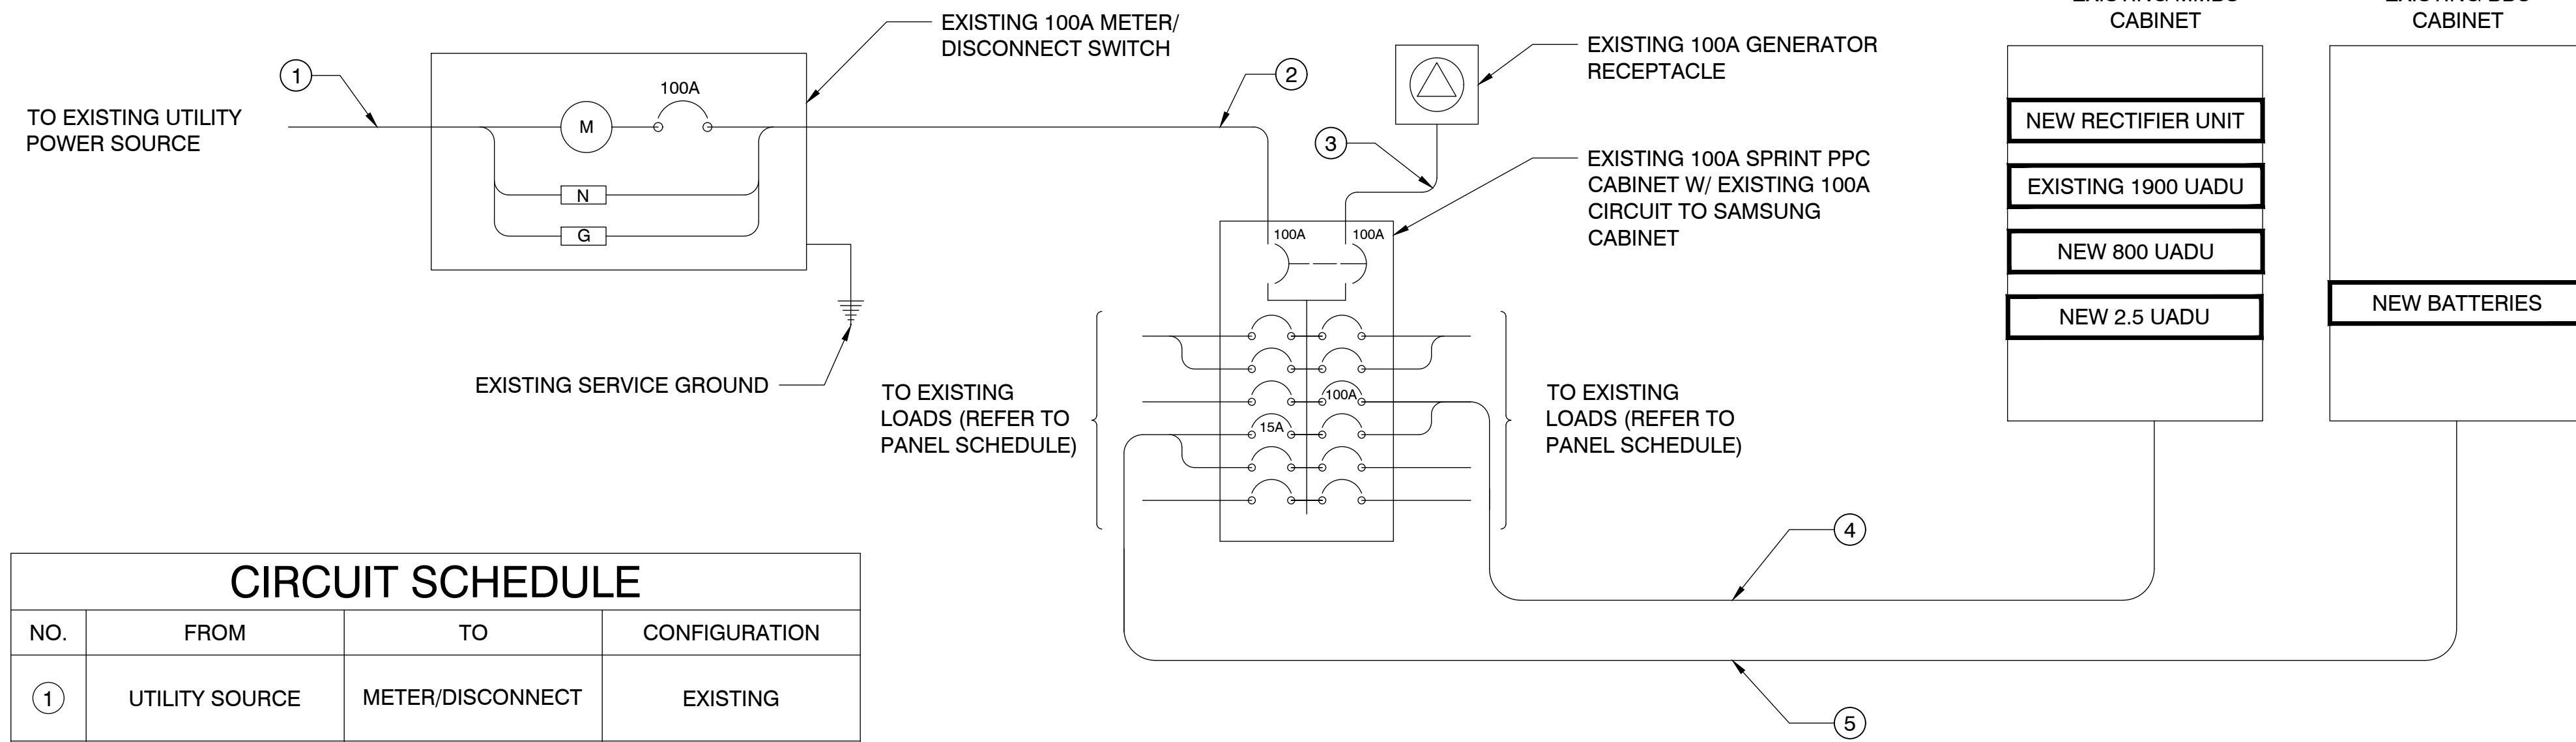 EXISTING
CABINET
EXISTING
CABINET
EXISTING 100A METER/
DISCONNECT SWITCH
EXISTING 100A GENERATOR
RECEPTACLE
1
2
100A
M
TO EXISTING UTILITY
POWER SOURCE
NEW RECTIFIER UNIT
3
EXISTING 100A SPRINT PPC
CABINET W/ EXISTING 100A
CIRCUIT TO SAMSUNG
CABINET
N
EXISTING 1900 UADU
G
100A
100A
NEW 800 UADU
NEW BATTERIES
NEW 2.5 UADU
EXISTING SERVICE GROUND
TO EXISTING
LOADS (REFER TO
PANEL SCHEDULE)
100A
15A
TO EXISTING
LOADS (REFER TO
PANEL SCHEDULE)
4
5
CIRCUIT SCHEDULE
NO. FROM TO CONFIGURATION
1 UTILITY SOURCE METER/DISCONNECT EXISTING